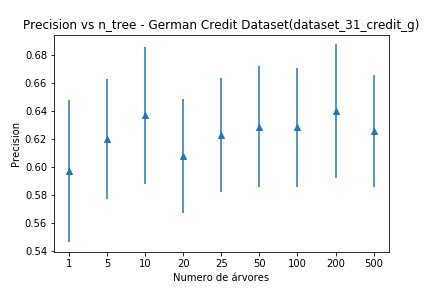 Precision vs n_tree - German Credit Dataset(dataset_31_credit_g)
0.68
0.66
0.64
0.62
0.60
0.58
0.56
0.54
Precision
1 5 10 20 25 50 100 200 500
Numero de árvores